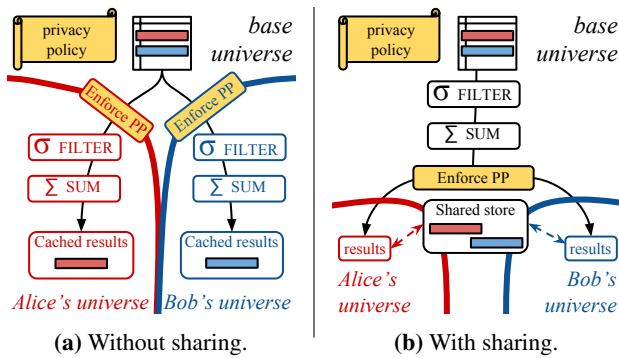 privacy
policy
base
universe
Enforce PP
Enforce PP
σ FILTER
σ FILTER
Σ SUM
Σ SUM
Cached results
Cached results
Alice's universe
Bob's universe
(a) Without sharing.
privacy
policy
base
universe
σ FILTER
Σ SUM
Enforce PP
Shared store
results
results
Alice's
universe
Bob's
universe
(b) With sharing.